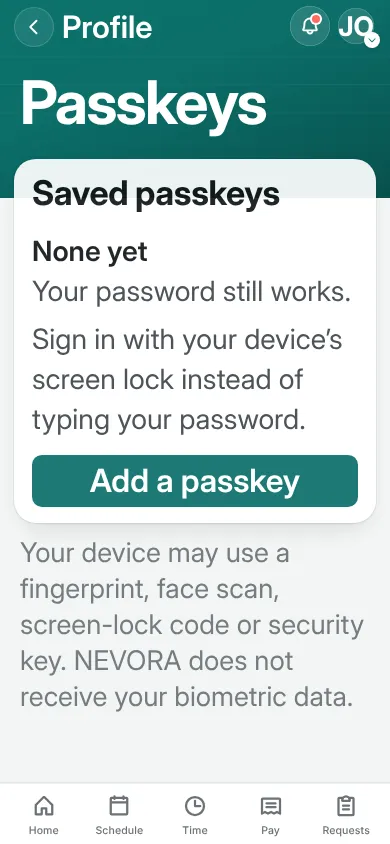 Profile
JO
Passkeys
Saved passkeys
None yet
Your password still works.
Sign in with your device’s
screen lock instead of
typing your password.
Add a passkey
Your device may use a
fingerprint, face scan,
screen-lock code or security
key. NEVORA does not
receive your biometric data.
Home
Schedule
Time
Pay
Requests